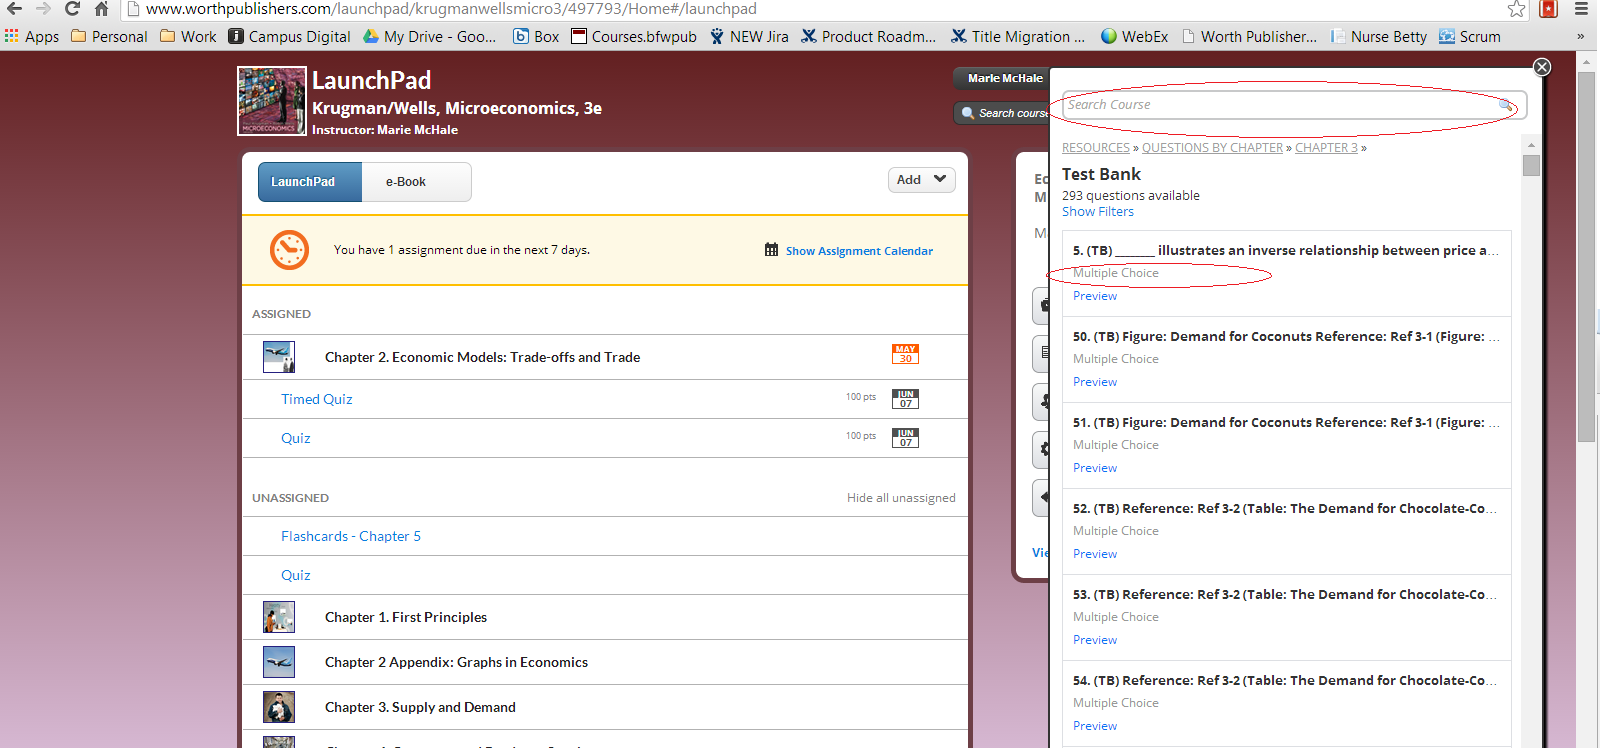 www.worthpublishers.com/launchpad/krugmanwellsmicro3/497793/Home#/launchpad
Apps Personal Work Campus Digital My Drive - Goo... Box Courses.bfwpub NEW Jira Product Roadm... Title Migration ... WebEx Worth Publisher... Nurse Betty Scrum »
LaunchPad
Krugman/Wells, Microeconomics, 3e
Instructor: Marie McHale
MICROECONOMICS
Marie McHale
Search course
LaunchPad e-Book Add
You have 1 assignment due in the next 7 days. Show Assignment Calendar
ASSIGNED
Chapter 2. Economic Models: Trade-offs and Trade MAY 30
Timed Quiz 100 pts JUN 07
Quiz 100 pts JUN 07
UNASSIGNED Hide all unassigned
Flashcards - Chapter 5
Quiz
Chapter 1. First Principles
Chapter 2 Appendix: Graphs in Economics
Chapter 3. Supply and Demand
Ec
M
M
Vie
Search Course
RESOURCES » QUESTIONS BY CHAPTER » CHAPTER 3 »
Test Bank
293 questions available
Show Filters
5. (TB) ______ illustrates an inverse relationship between price a...
Multiple Choice
Preview
50. (TB) Figure: Demand for Coconuts Reference: Ref 3-1 (Figure: ...
Multiple Choice
Preview
51. (TB) Figure: Demand for Coconuts Reference: Ref 3-1 (Figure: ...
Multiple Choice
Preview
52. (TB) Reference: Ref 3-2 (Table: The Demand for Chocolate-Co...
Multiple Choice
Preview
53. (TB) Reference: Ref 3-2 (Table: The Demand for Chocolate-Co...
Multiple Choice
Preview
54. (TB) Reference: Ref 3-2 (Table: The Demand for Chocolate-Co...
Multiple Choice
Preview